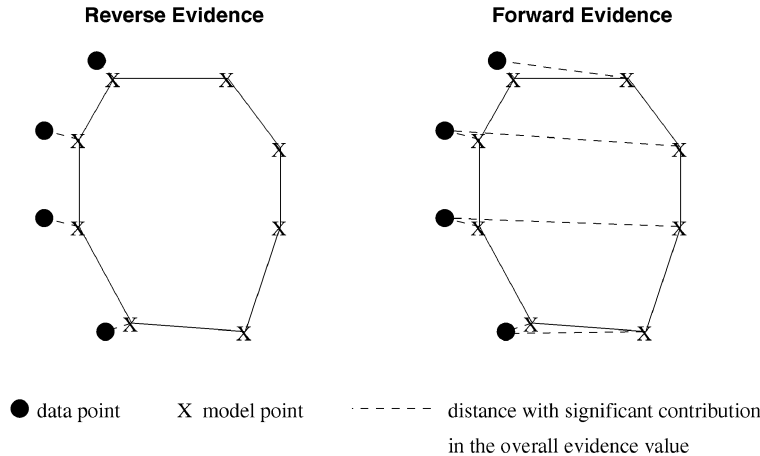 Reverse Evidence
Forward Evidence
X X X X X X X X
X X X X X X X X
data point
X model point
distance with significant contribution
in the overall evidence value